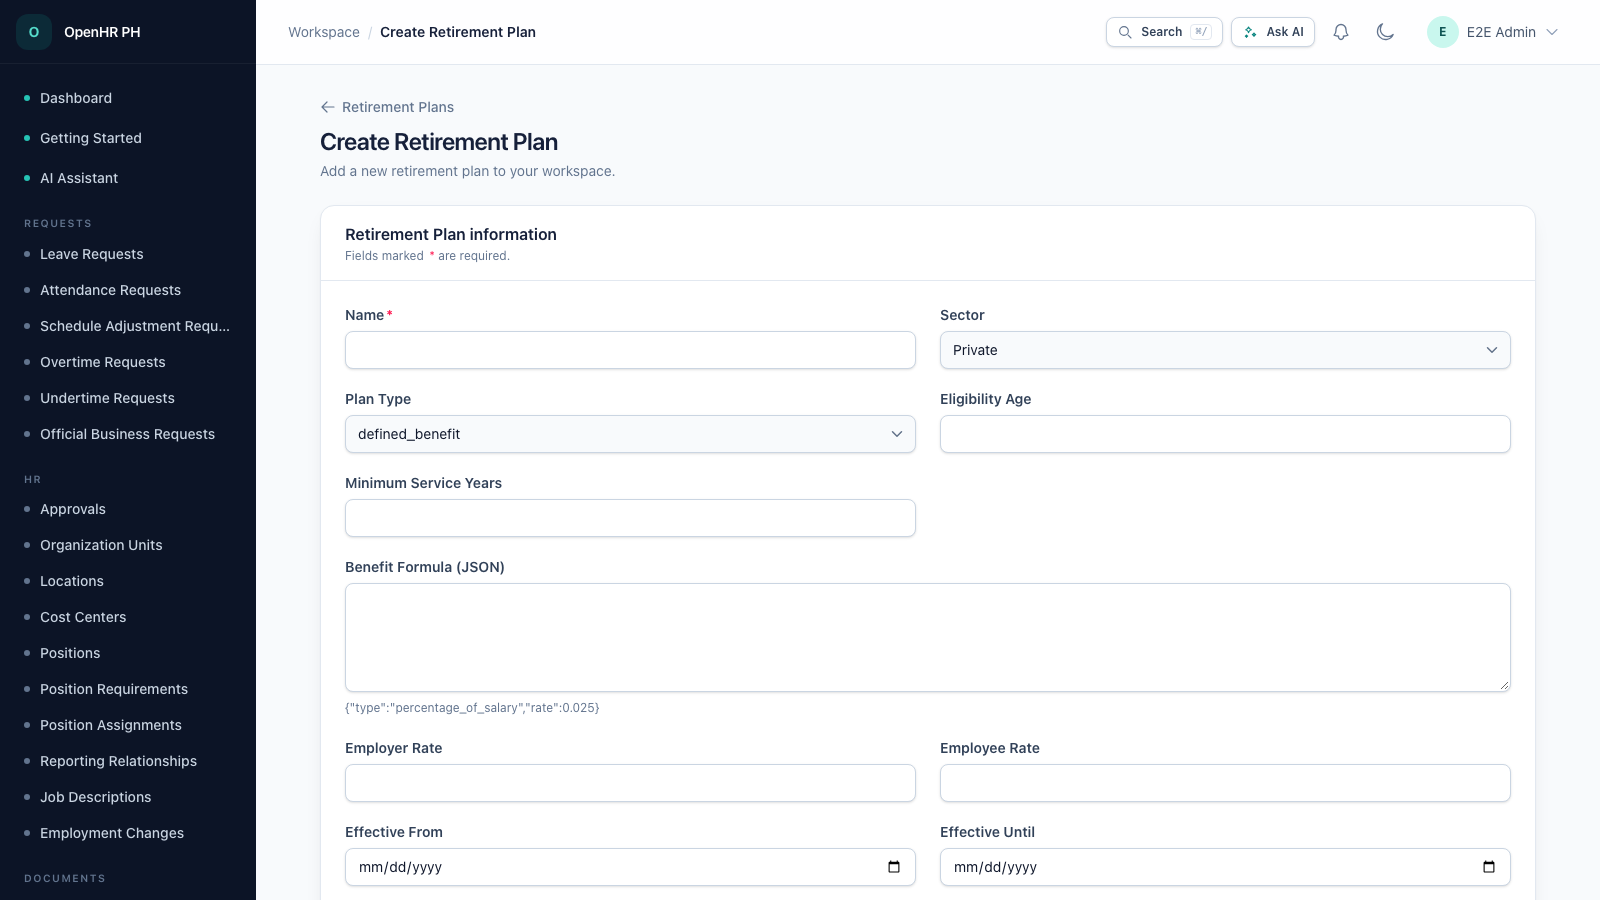 O OpenHR PH
Workspace / Create Retirement Plan
Search ⌘/
Ask AI
E E2E Admin
Dashboard
Getting Started
AI Assistant
REQUESTS
Leave Requests
Attendance Requests
Schedule Adjustment Requ...
Overtime Requests
Undertime Requests
Official Business Requests
HR
Approvals
Organization Units
Locations
Cost Centers
Positions
Position Requirements
Position Assignments
Reporting Relationships
Job Descriptions
Employment Changes
DOCUMENTS
← Retirement Plans
Create Retirement Plan
Add a new retirement plan to your workspace.
Retirement Plan information
Fields marked * are required.
Name *
Sector
Private
Plan Type
defined_benefit
Eligibility Age
Minimum Service Years
Benefit Formula (JSON)
{"type":"percentage_of_salary","rate":0.025}
Employer Rate
Employee Rate
Effective From
mm/dd/yyyy
Effective Until
mm/dd/yyyy